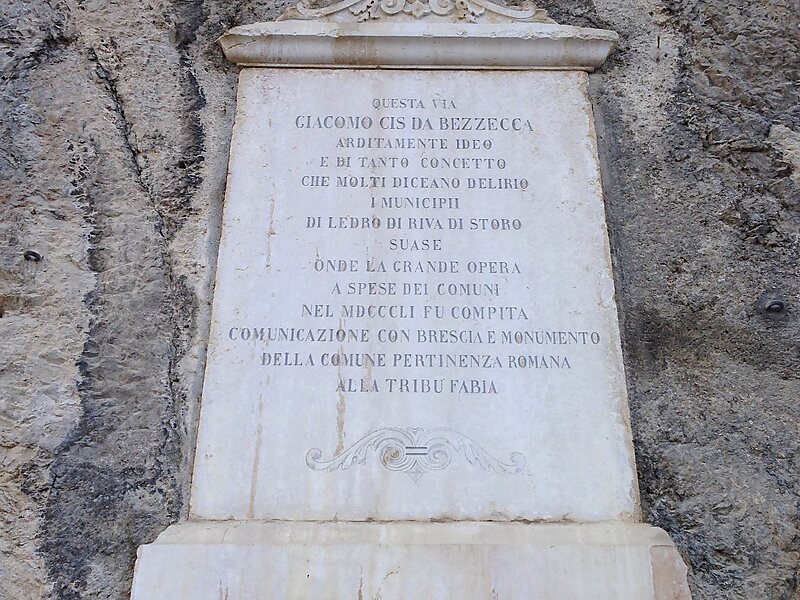 QUESTA VIA
GIACOMO CIS DA BEZZECCA
ARDITAMENTE IDEO
E DI TANTO CONCETTO
CHE MOLTI DICEANO DELIRIO
I MUNICIPII
DI LEDRO DI RIVA DI STORO
SUASE
ONDE LA GRANDE OPERA
A SPESE DEI COMUNI
NEL MDCCCLI FU COMPITA
COMUNICAZIONE CON BRESCIA E MONUMENTO
DELLA COMUNE PERTINENZA ROMANA
ALLA TRIBU FABIA